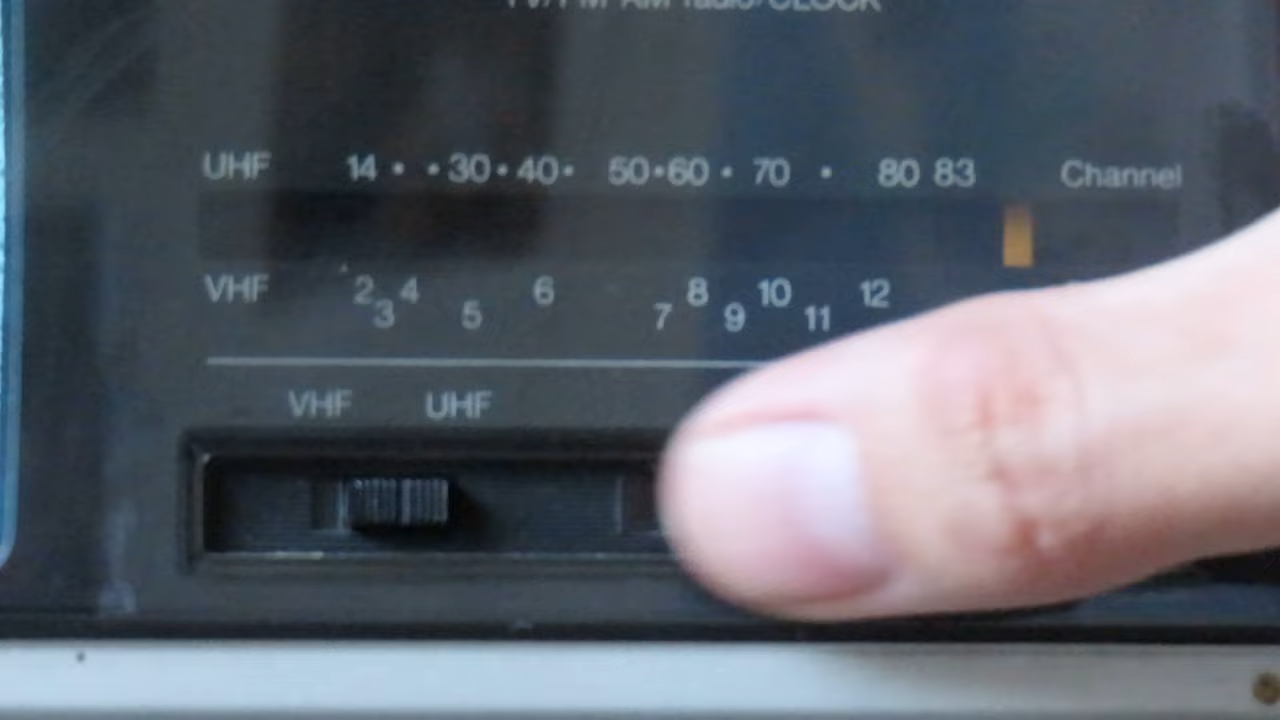 TV/FM-AM radio/CLOCK
UHF 14 • • 30 • 40 • 50 • 60 • 70 • 80 83 Channel
VHF 2 3 4 5 6 7 8 9 10 11 12
VHF UHF